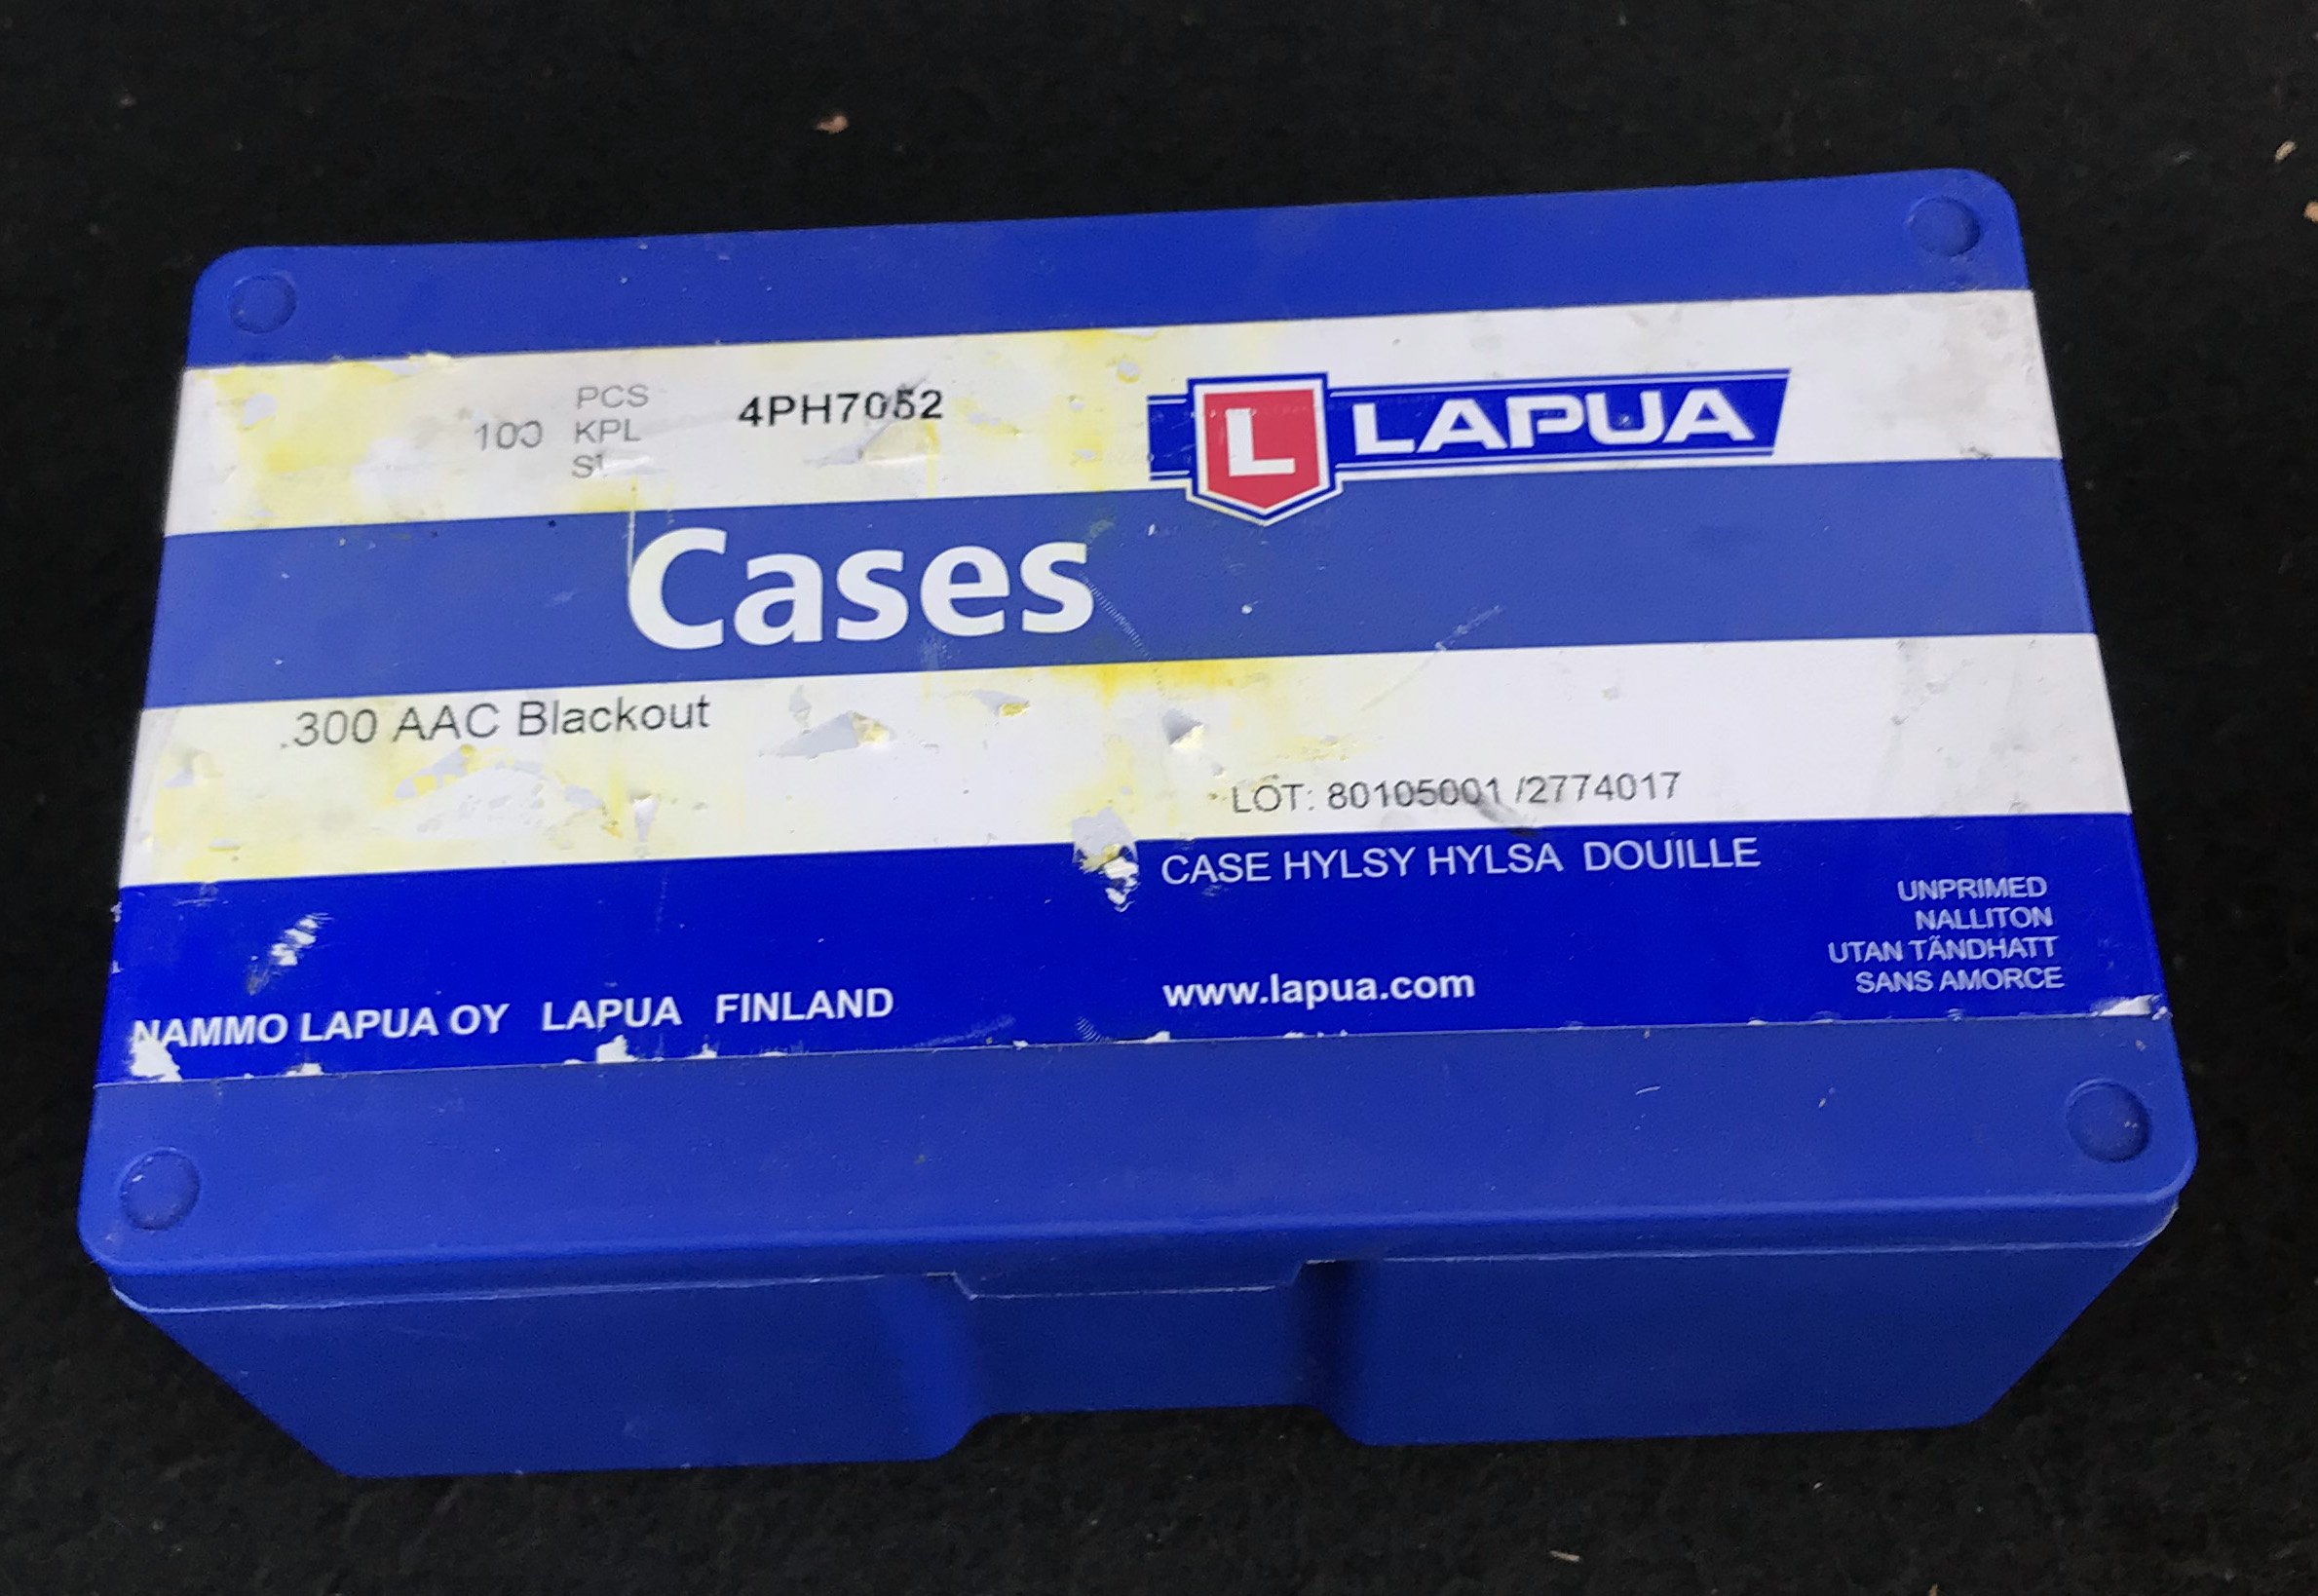 100 PCS
KPL
4PH7052
L LAPUA
Cases
.300 AAC Blackout
LOT: 80105001 /2774017
CASE HYLSY HYLSA DOUILLE
UNPRIMED
NALLITON
UTAN TÄNDHATT
SANS AMORCE
NAMMO LAPUA OY LAPUA FINLAND
www.lapua.com